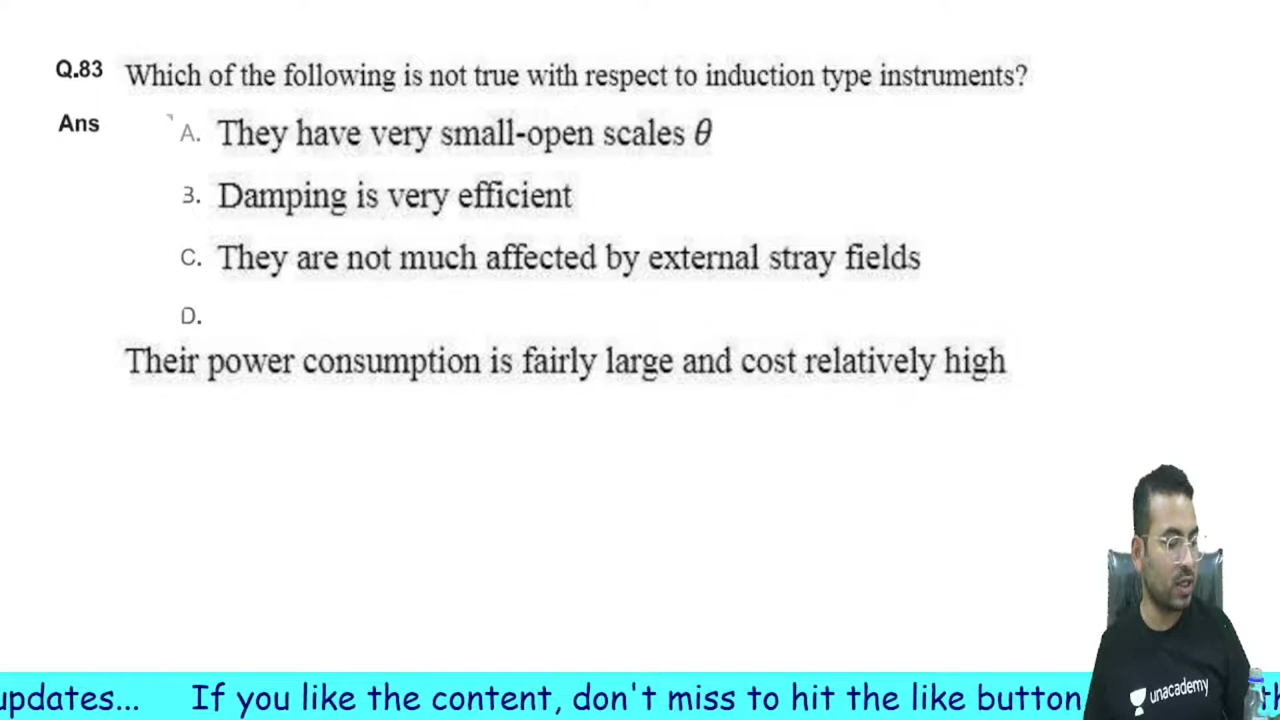 Q.83 Which of the following is not true with respect to induction type instruments?
Ans
A. They have very small-open scales θ
B. Damping is very efficient
C. They are not much affected by external stray fields
D.
Their power consumption is fairly large and cost relatively high
unacademy
updates... If you like the content, don't miss to hit the like button